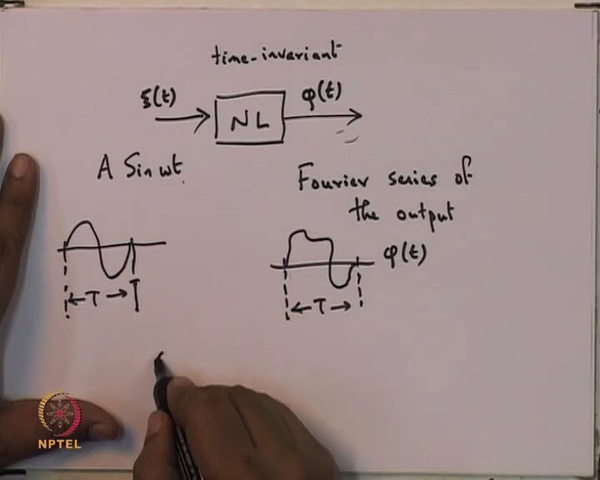 time-invariant
ξ(t) NL φ(t)
A Sin ωt
Fourier series of
the output
φ(t)
T T
T
NPTEL